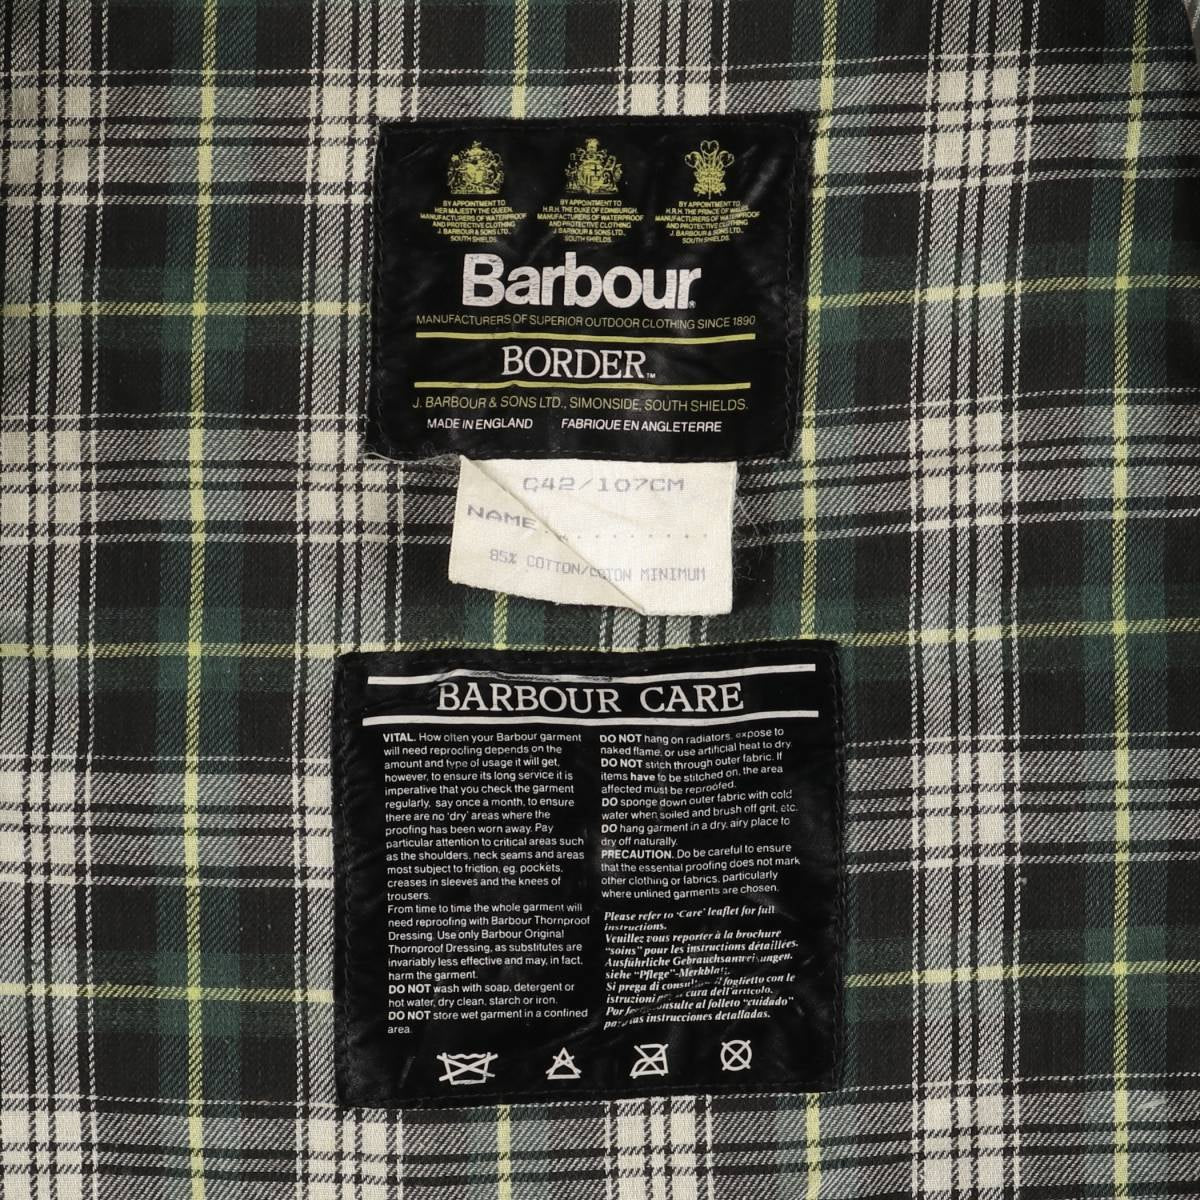 BY APPOINTMENT TO
HER MAJESTY THE QUEEN
MANUFACTURERS OF WATERPROOF
AND PROTECTIVE CLOTHING
J. BARBOUR & SONS LTD.,
SOUTH SHIELDS.
BY APPOINTMENT TO
H.R.H. THE DUKE OF EDINBURGH
MANUFACTURERS OF WATERPROOF
AND PROTECTIVE CLOTHING
J. BARBOUR & SONS LTD.,
SOUTH SHIELDS.
BY APPOINTMENT TO
H.R.H. THE PRINCE OF WALES
MANUFACTURERS OF WATERPROOF
AND PROTECTIVE CLOTHING
J. BARBOUR & SONS LTD.,
SOUTH SHIELDS.
Barbour®
MANUFACTURERS OF SUPERIOR OUTDOOR CLOTHING SINCE 1890
BORDER™
J. BARBOUR & SONS LTD., SIMONSIDE, SOUTH SHIELDS.
MADE IN ENGLAND FABRIQUE EN ANGLETERRE
C42/107CM
NAME
85% COTTON/COTON MINIMUM
BARBOUR CARE
VITAL. How often your Barbour garment
will need reproofing depends on the
amount and type of usage it will get,
however, to ensure its long service it is
imperative that you check the garment
regularly, say once a month, to ensure
there are no 'dry' areas where the
proofing has been worn away. Pay
particular attention to critical areas such
as the shoulders, neck seams and areas
most subject to friction, eg. pockets,
creases in sleeves and the knees of
trousers.
From time to time the whole garment will
need reproofing with Barbour Thornproof
Dressing. Use only Barbour Original
Thornproof Dressing, as substitutes are
invariably less effective and may, in fact,
harm the garment.
DO NOT wash with soap, detergent or
hot water, dry clean, starch or iron.
DO NOT store wet garment in a confined
area.
DO NOT hang on radiators, expose to
naked flame, or use artificial heat to dry.
DO NOT stitch through outer fabric. If
items have to be stitched on, the area
affected must be reproofed.
DO sponge down outer fabric with cold
water when soiled and brush off grit, etc.
DO hang garment in a dry, airy place to
dry off naturally.
PRECAUTION. Do be careful to ensure
that the essential proofing does not mark
other clothing or fabrics, particularly
where unlined garments are chosen.
Please refer to 'Care' leaflet for full
instructions.
Veuillez vous reporter à la brochure
"soins" pour les instructions détaillées.
Ausführliche Gebrauchsanweisungen,
siehe "Pflege"-Merkblatt.
Si prega di il foglietto con le
istruzioni cura dell'articolo.
Por consulte al folleto "cuidado"
las instrucciones detalladas.